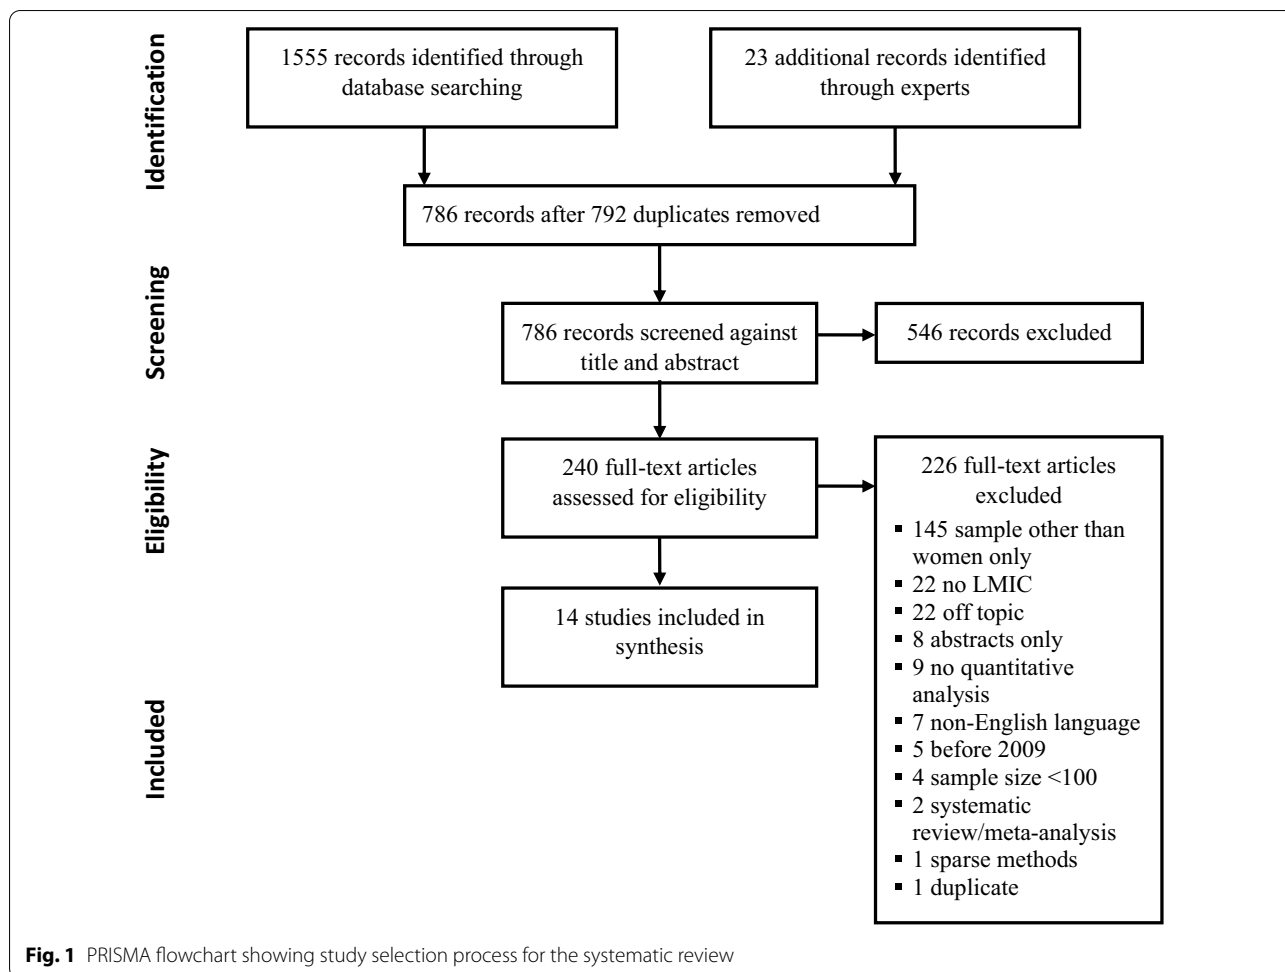 Identification
1555 records identified through
database searching
23 additional records identified
through experts
786 records after 792 duplicates removed
Screening
786 records screened against
title and abstract
546 records excluded
Eligibility
240 full-text articles
assessed for eligibility
226 full-text articles
excluded
▪ 145 sample other than
women only
▪ 22 no LMIC
▪ 22 off topic
▪ 8 abstracts only
▪ 9 no quantitative
analysis
▪ 7 non-English language
▪ 5 before 2009
▪ 4 sample size <100
▪ 2 systematic
review/meta-analysis
▪ 1 sparse methods
▪ 1 duplicate
Included
14 studies included in
synthesis
Fig. 1 PRISMA flowchart showing study selection process for the systematic review